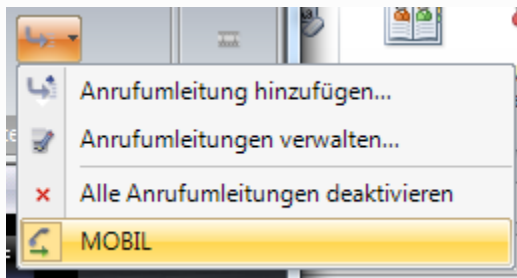 Anrufumleitung hinzufügen...
Anrufumleitungen verwalten...
Alle Anrufumleitungen deaktivieren
MOBIL